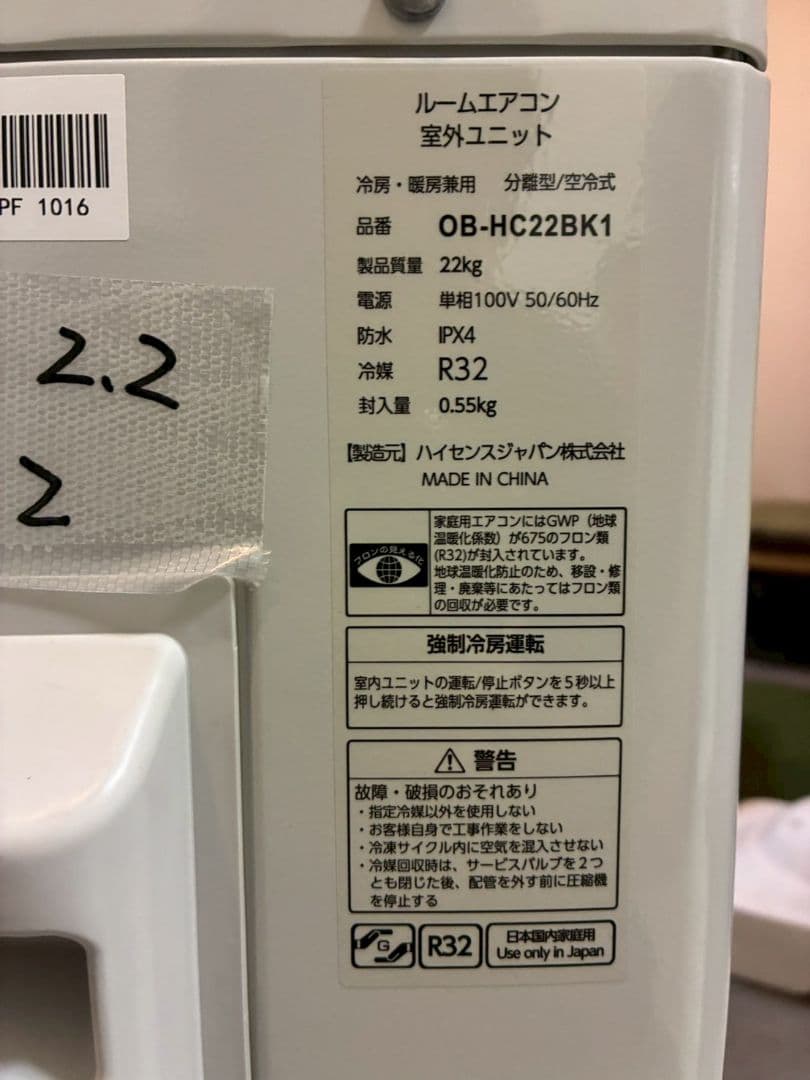 PF 1016
2.2
2
ルームエアコン
室外ユニット
冷房・暖房兼用 分離型/空冷式
品番 OB-HC22BK1
製品質量 22kg
電源 単相100V 50/60Hz
防水 IPX4
冷媒 R32
封入量 0.55kg
【製造元】ハイセンスジャパン株式会社
MADE IN CHINA
フロンの見える化
家庭用エアコンにはGWP（地球
温暖化係数）が675のフロン類
(R32)が封入されています。
地球温暖化防止のため、移設・修
理・廃棄等にあたってはフロン類
の回収が必要です。
強制冷房運転
室内ユニットの運転/停止ボタンを5秒以上
押し続けると強制冷房運転ができます。
警告
故障・破損のおそれあり
・指定冷媒以外を使用しない
・お客様自身で工事作業をしない
・冷凍サイクル内に空気を混入させない
・冷媒回収時は、サービスバルブを2つ
とも閉じた後、配管を外す前に圧縮機
を停止する
G
R32
日本国内家庭用
Use only in Japan